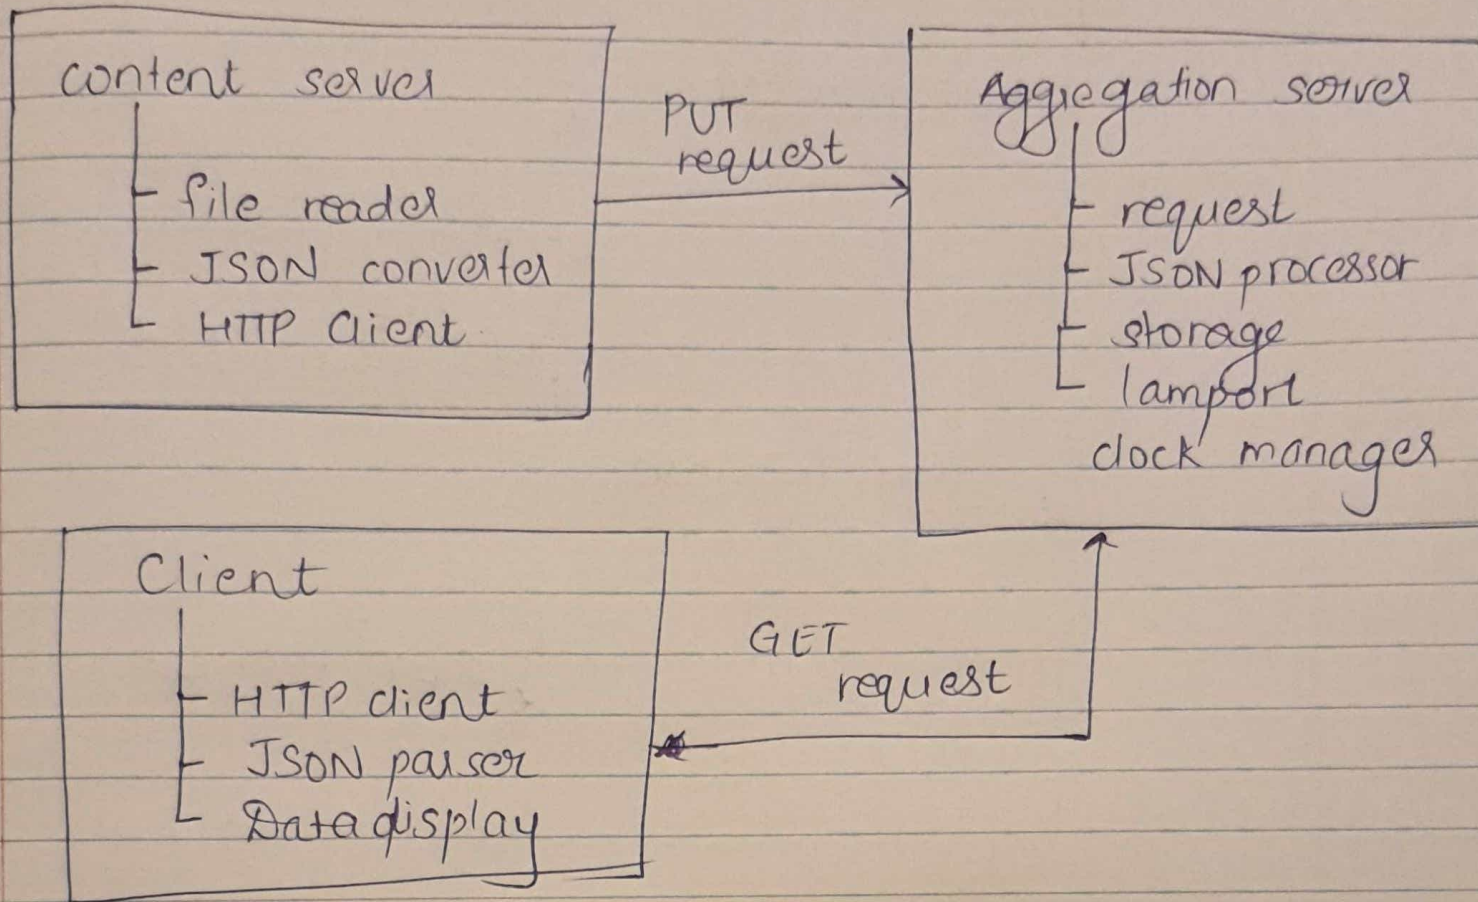 content server
file reader
JSON converter
HTTP client
PUT
request
Aggregation server
request
JSON processor
storage
lamport
clock manager
Client
HTTP client
JSON parser
Data display
GET
request